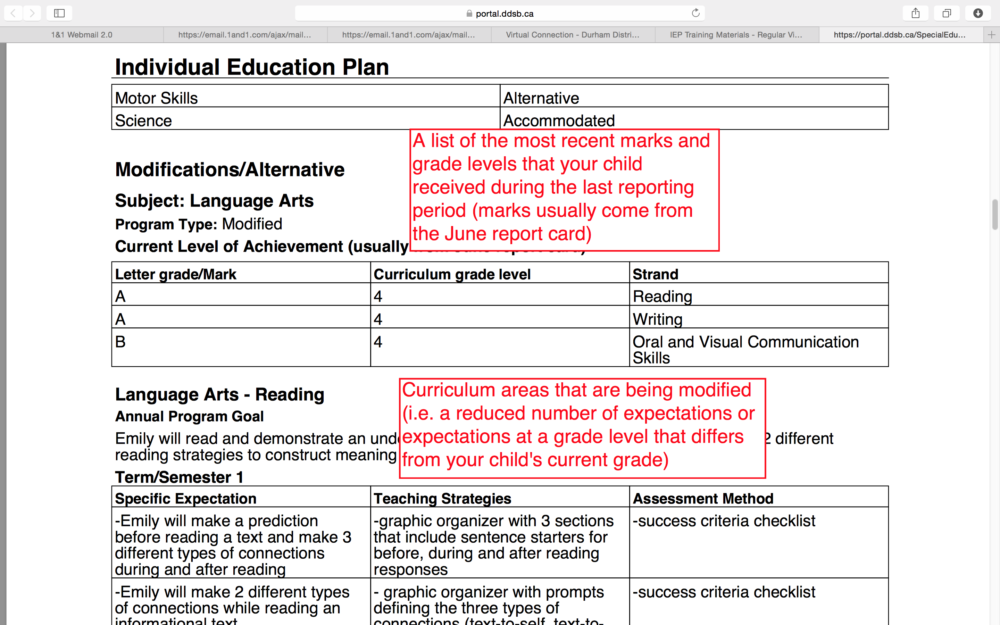 portal.ddsb.ca
1&1 Webmail 2.0
https://email.1and1.com/ajax/mail...
https://email.1and1.com/ajax/mail...
Virtual Connection - Durham Distri...
IEP Training Materials - Regular Vi...
https://portal.ddsb.ca/SpecialEdu...
Individual Education Plan
Motor Skills
Alternative
Science
Accommodated
A list of the most recent marks and
grade levels that your child
received during the last reporting
period (marks usually come from
the June report card)
Modifications/Alternative
Subject: Language Arts
Program Type: Modified
Current Level of Achievement (usually
Letter grade/Mark
Curriculum grade level
Strand
A
4
Reading
A
4
Writing
B
4
Oral and Visual Communication
Skills
Language Arts - Reading
Annual Program Goal
Curriculum areas that are being modified
(i.e. a reduced number of expectations or
expectations at a grade level that differs
from your child's current grade)
Emily will read and demonstrate an
2 different
reading strategies to construct meaning
Term/Semester 1
Specific Expectation
Teaching Strategies
Assessment Method
-Emily will make a prediction
before reading a text and make 3
different types of connections
during and after reading
-graphic organizer with 3 sections
that include sentence starters for
before, during and after reading
responses
-success criteria checklist
-Emily will make 2 different types
of connections while reading an
informational text
- graphic organizer with prompts
defining the three types of
connections (text-to-self, text-to-
-success criteria checklist